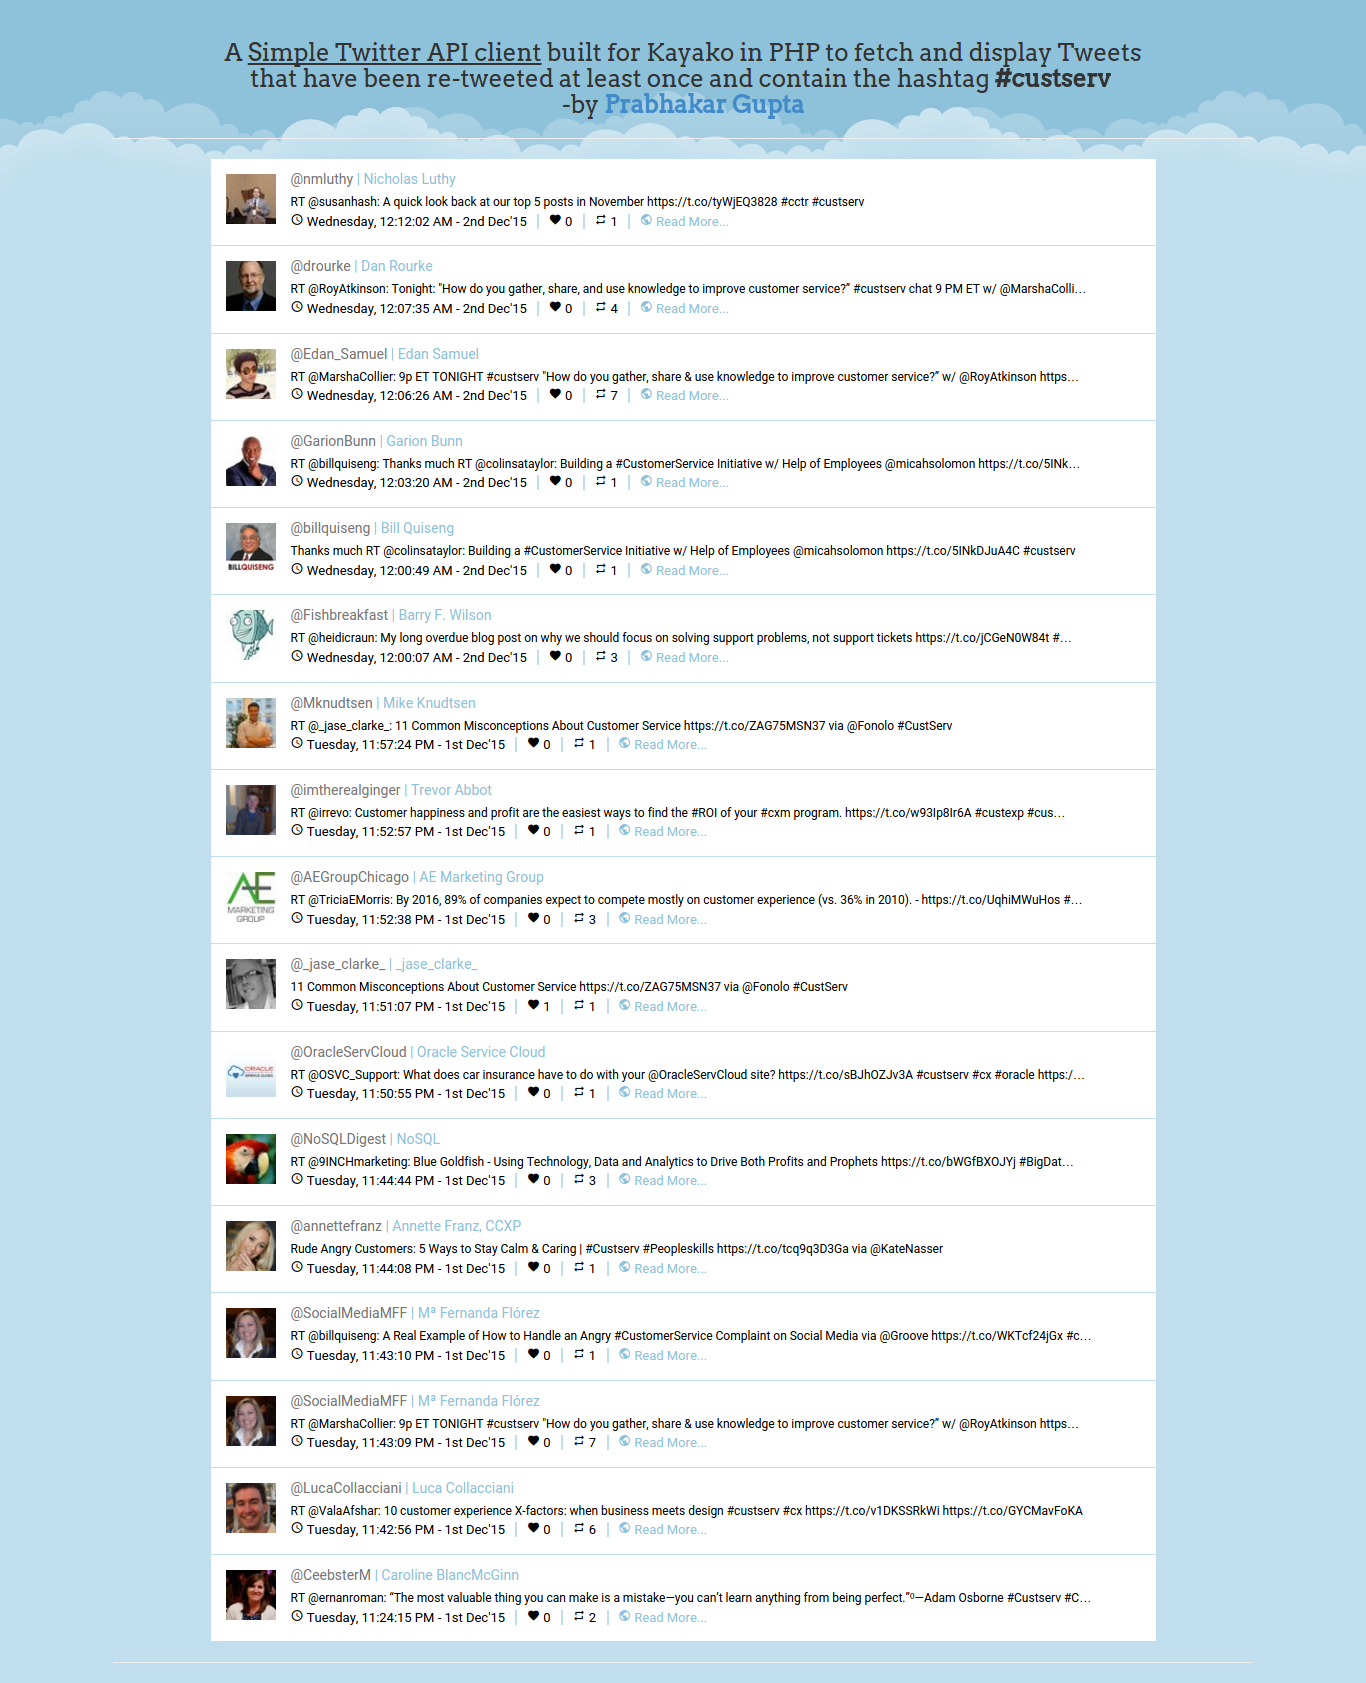 A Simple Twitter API client built for Kayako in PHP to fetch and display Tweets
that have been re-tweeted at least once and contain the hashtag #custserv
-by Prabhakar Gupta
@nmluthy | Nicholas Luthy
RT @susanhash: A quick look back at our top 5 posts in November https://t.co/tyWjEQ3828 #cctr #custserv
Wednesday, 12:12:02 AM - 2nd Dec'15 | 0 | 1 | Read More...
@drourke | Dan Rourke
RT @RoyAtkinson: Tonight: "How do you gather, share, and use knowledge to improve customer service?” #custserv chat 9 PM ET w/ @MarshaColli…
Wednesday, 12:07:35 AM - 2nd Dec'15 | 0 | 4 | Read More...
@Edan_Samuel | Edan Samuel
RT @MarshaCollier: 9p ET TONIGHT #custserv "How do you gather, share & use knowledge to improve customer service?” w/ @RoyAtkinson https…
Wednesday, 12:06:26 AM - 2nd Dec'15 | 0 | 7 | Read More...
@GarionBunn | Garion Bunn
RT @billquiseng: Thanks much RT @colinsataylor: Building a #CustomerService Initiative w/ Help of Employees @micahsolomon https://t.co/5INk…
Wednesday, 12:03:20 AM - 2nd Dec'15 | 0 | 1 | Read More...
@billquiseng | Bill Quiseng
Thanks much RT @colinsataylor: Building a #CustomerService Initiative w/ Help of Employees @micahsolomon https://t.co/5INkDJuA4C #custserv
BILLQUISENG
Wednesday, 12:00:49 AM - 2nd Dec'15 | 0 | 1 | Read More...
@Fishbreakfast | Barry F. Wilson
RT @heidicraun: My long overdue blog post on why we should focus on solving support problems, not support tickets https://t.co/jCGeN0W84t #…
Wednesday, 12:00:07 AM - 2nd Dec'15 | 0 | 3 | Read More...
@Mknudtsen | Mike Knudtsen
RT @_jase_clarke_: 11 Common Misconceptions About Customer Service https://t.co/ZAG75MSN37 via @Fonolo #CustServ
Tuesday, 11:57:24 PM - 1st Dec'15 | 0 | 1 | Read More...
@imtherealginger | Trevor Abbot
RT @irrevo: Customer happiness and profit are the easiest ways to find the #ROI of your #cxm program. https://t.co/w93Ip8Ir6A #custexp #cus…
Tuesday, 11:52:57 PM - 1st Dec'15 | 0 | 1 | Read More...
@AEGroupChicago | AE Marketing Group
AE MARKETING GROUP
RT @TriciaEMorris: By 2016, 89% of companies expect to compete mostly on customer experience (vs. 36% in 2010). - https://t.co/UqhiMWuHos #…
Tuesday, 11:52:38 PM - 1st Dec'15 | 0 | 3 | Read More...
@_jase_clarke_ | _jase_clarke_
11 Common Misconceptions About Customer Service https://t.co/ZAG75MSN37 via @Fonolo #CustServ
Tuesday, 11:51:07 PM - 1st Dec'15 | 1 | 1 | Read More...
@OracleServCloud | Oracle Service Cloud
ORACLE
RT @OSVC_Support: What does car insurance have to do with your @OracleServCloud site? https://t.co/sBJhOZJv3A #custserv #cx #oracle https:/…
Tuesday, 11:50:55 PM - 1st Dec'15 | 0 | 1 | Read More...
@NoSQLDigest | NoSQL
RT @9INCHmarketing: Blue Goldfish - Using Technology, Data and Analytics to Drive Both Profits and Prophets https://t.co/bWGfBXOJYj #BigDat…
Tuesday, 11:44:44 PM - 1st Dec'15 | 0 | 3 | Read More...
@annettefranz | Annette Franz, CCXP
Rude Angry Customers: 5 Ways to Stay Calm & Caring | #Custserv #Peopleskills https://t.co/tcq9q3D3Ga via @KateNasser
Tuesday, 11:44:08 PM - 1st Dec'15 | 0 | 1 | Read More...
@SocialMediaMFF | Mª Fernanda Flórez
RT @billquiseng: A Real Example of How to Handle an Angry #CustomerService Complaint on Social Media via @Groove https://t.co/WKTcf24jGx #c…
Tuesday, 11:43:10 PM - 1st Dec'15 | 0 | 1 | Read More...
@SocialMediaMFF | Mª Fernanda Flórez
RT @MarshaCollier: 9p ET TONIGHT #custserv "How do you gather, share & use knowledge to improve customer service?” w/ @RoyAtkinson https…
Tuesday, 11:43:09 PM - 1st Dec'15 | 0 | 7 | Read More...
@LucaCollacciani | Luca Collacciani
RT @ValaAfshar: 10 customer experience X-factors: when business meets design #custserv #cx https://t.co/v1DKSSRkWi https://t.co/GYCMavFoKA
Tuesday, 11:42:56 PM - 1st Dec'15 | 0 | 6 | Read More...
@CeebsterM | Caroline BlancMcGinn
RT @ernanroman: “The most valuable thing you can make is a mistake—you can’t learn anything from being perfect.”⁰—Adam Osborne #Custserv #C…
Tuesday, 11:24:15 PM - 1st Dec'15 | 0 | 2 | Read More...